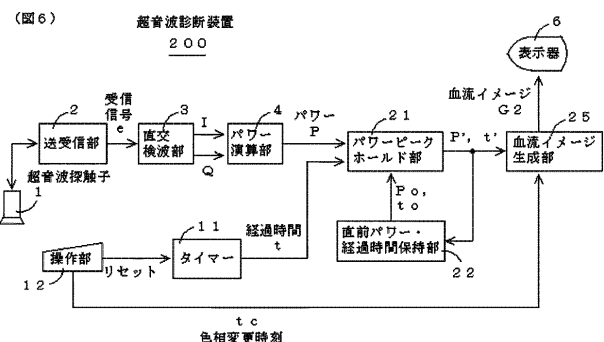 （図６）
超音波診断装置
２００
６
表示器
受信
信号
ｅ
血流イメージ
Ｇ２
２
３
４
２１
２５
送受信部
直交
検波部
Ｉ
Ｑ
パワー
演算部
パワー
Ｐ
パワーピーク
ホールド部
Ｐ’，ｔ’
血流イメージ
生成部
超音波探触子
１
Ｐｏ，
ｔｏ
１１
経過時間
ｔ
直前パワー・
経過時間保持部
２２
操作部
１２
リセット
タイマー
ｔｃ
色相変更時刻